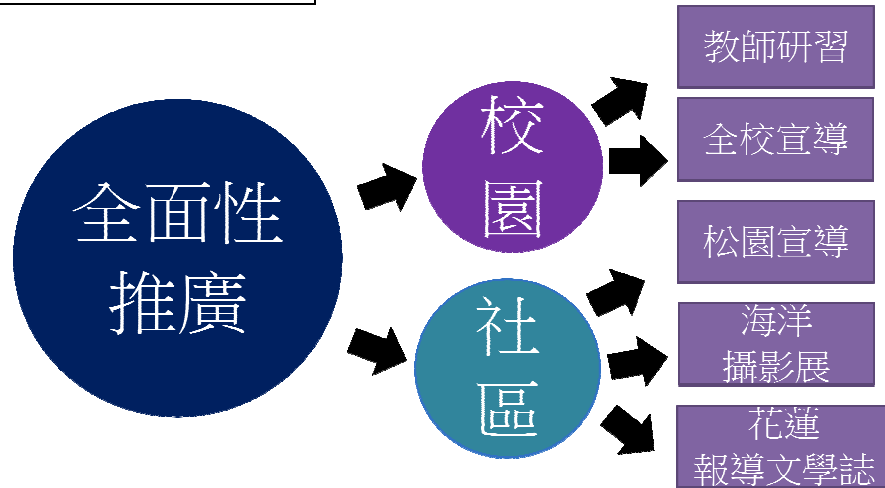 全面性
推廣
校
園
社
區
教師研習
全校宣導
松園宣導
海洋
攝影展
花蓮
報導文學誌